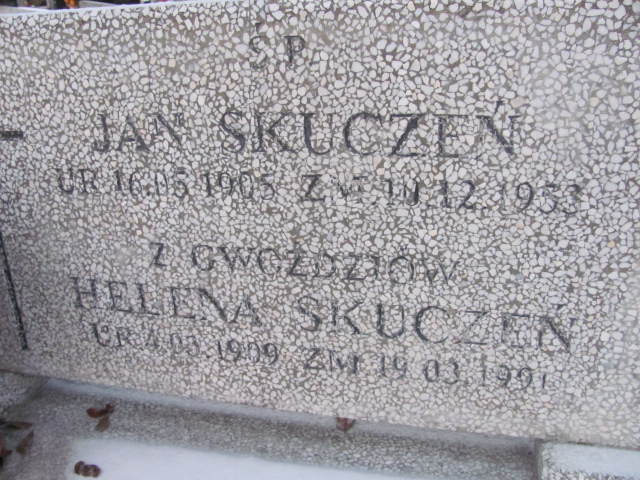 Ś P
JAN SKUCZEŃ
UR 16.05.1905 ZM 10.12.1953
Z GWOŹDZIÓW
HELENA SKUCZEŃ
UR 4.05.1909 ZM 19.03.1991